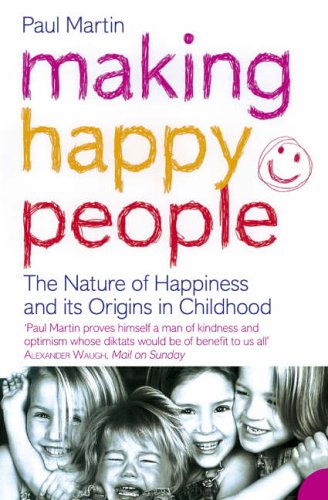 Paul Martin
making
happy
people
The Nature of Happiness
and its Origins in Childhood
‘Paul Martin proves himself a man of kindness and
optimism whose diktats would be of benefit to us all’
ALEXANDER WAUGH, Mail on Sunday